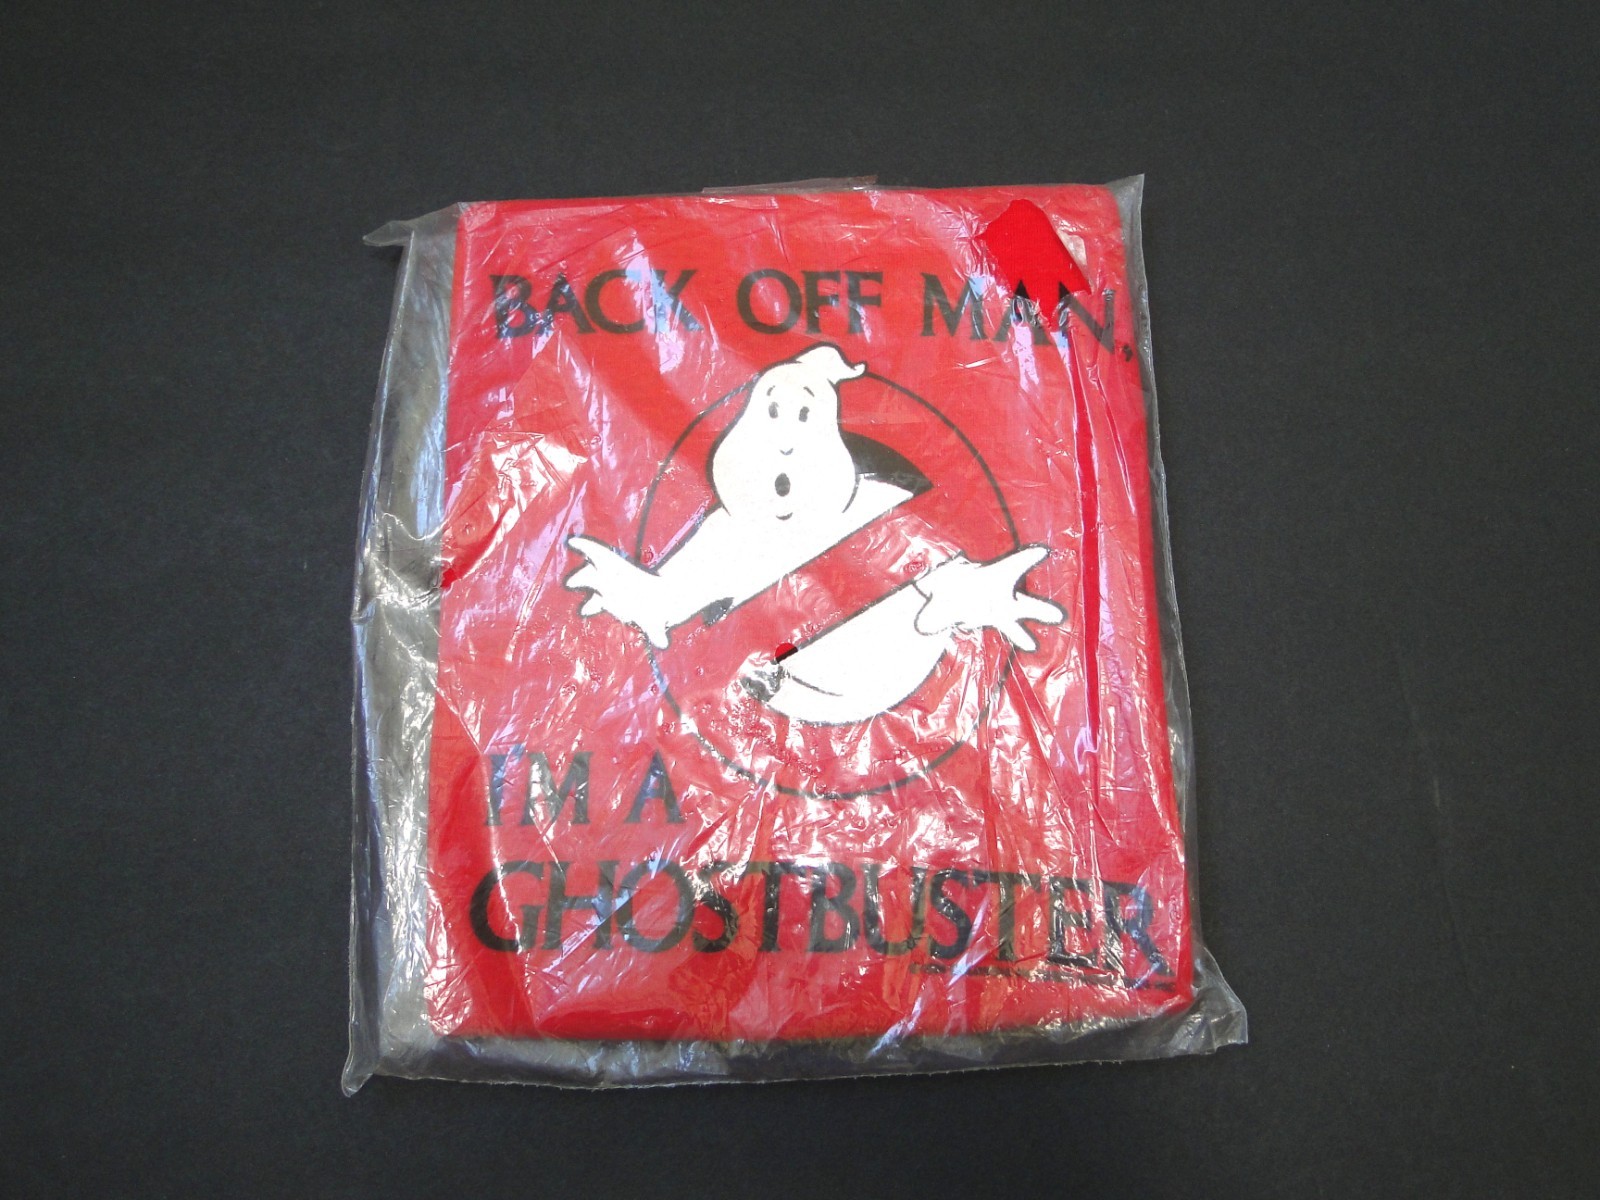 BACK OFF MAN,
I'M A
GHOSTBUSTER